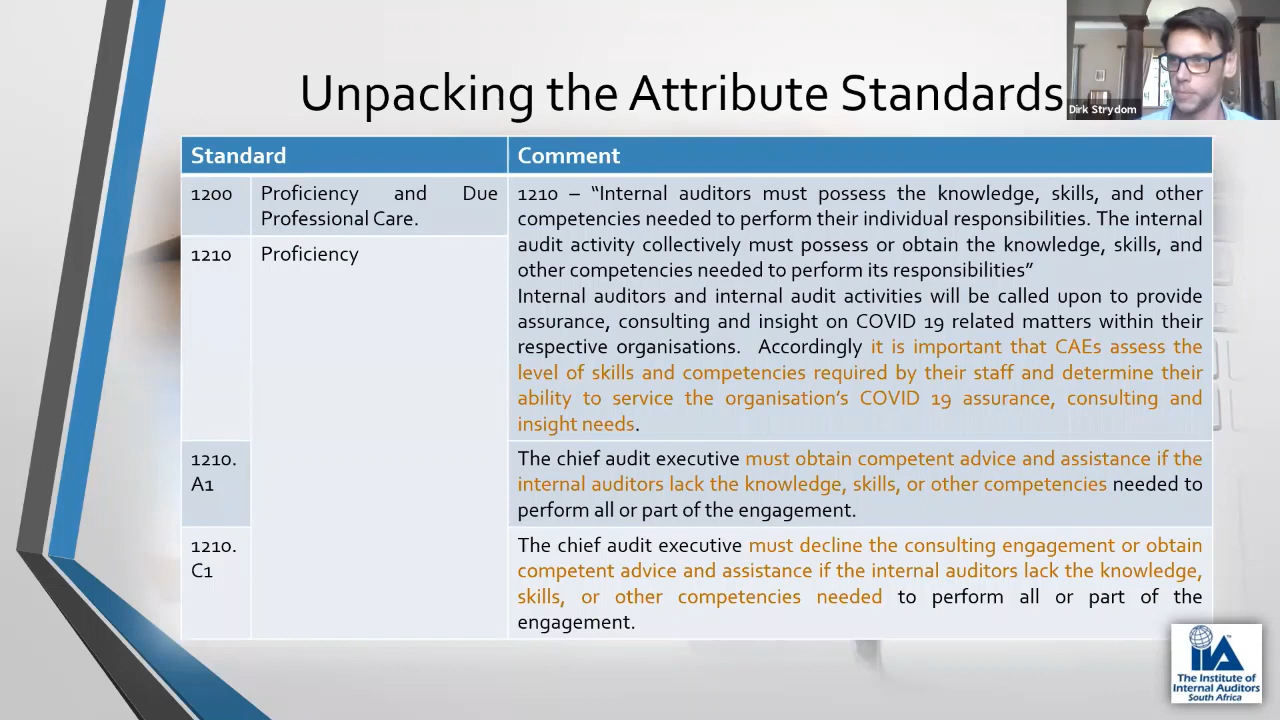 Unpacking the Attribute Standards
Dirk Strydom
Standard
Comment
1200
Proficiency and Due
Professional Care.
1210 – “Internal auditors must possess the knowledge, skills, and other
competencies needed to perform their individual responsibilities. The internal
audit activity collectively must possess or obtain the knowledge, skills, and
other competencies needed to perform its responsibilities”
Internal auditors and internal audit activities will be called upon to provide
assurance, consulting and insight on COVID 19 related matters within their
respective organisations. Accordingly it is important that CAEs assess the
level of skills and competencies required by their staff and determine their
ability to service the organisation’s COVID 19 assurance, consulting and
insight needs.
1210
Proficiency
1210.
A1
The chief audit executive must obtain competent advice and assistance if the
internal auditors lack the knowledge, skills, or other competencies needed to
perform all or part of the engagement.
1210.
C1
The chief audit executive must decline the consulting engagement or obtain
competent advice and assistance if the internal auditors lack the knowledge,
skills, or other competencies needed to perform all or part of the
engagement.
IIA
The Institute of
Internal Auditors
South Africa